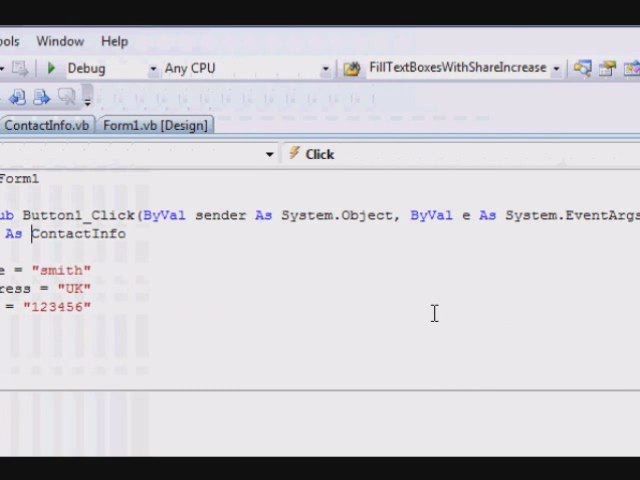 ools Window Help
Debug Any CPU FillTextBoxesWithShareIncrease
ContactInfo.vb Form1.vb [Design]
Click
Form1
ub Button1_Click(ByVal sender As System.Object, ByVal e As System.EventArgs
As ContactInfo
e = "smith"
ress = "UK"
= "123456"